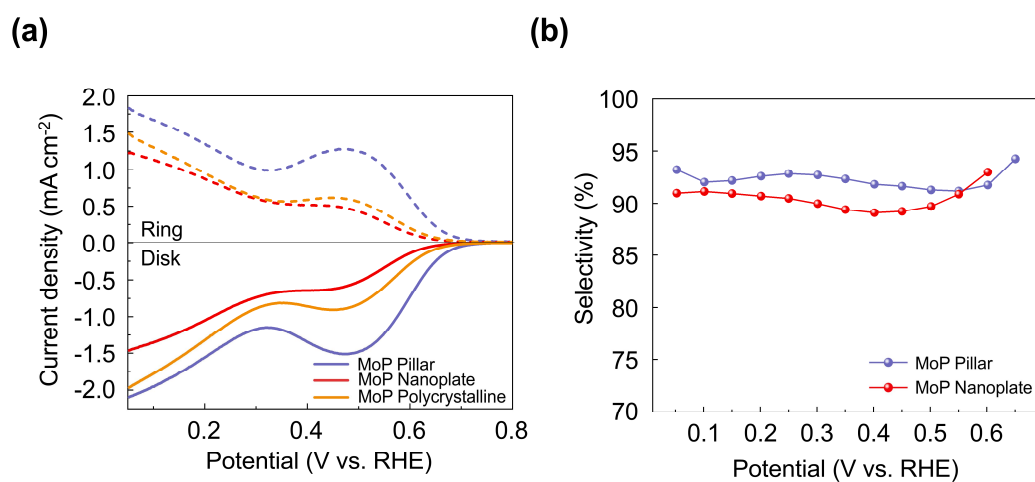 (a)
2.0
1.5
1.0
0.5
0.0
-0.5
-1.0
-1.5
-2.0
Current density (mA cm-2)
Ring
Disk
MoP Pillar
MoP Nanoplate
MoP Polycrystalline
0.2 0.4 0.6 0.8
Potential (V vs. RHE)
(b)
100
95
90
85
80
75
70
Selectivity (%)
MoP Pillar
MoP Nanoplate
0.1 0.2 0.3 0.4 0.5 0.6
Potential (V vs. RHE)